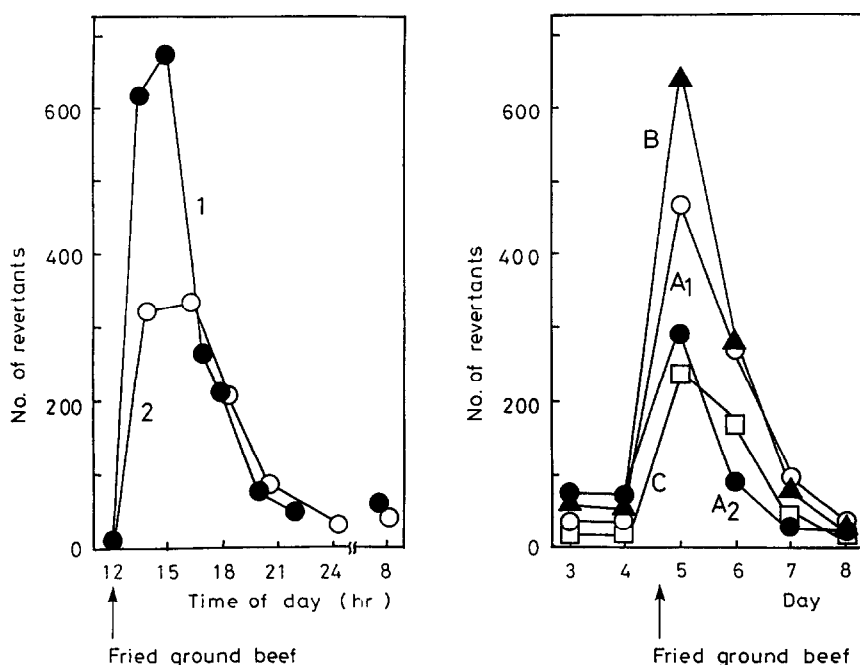 No. of revertants
600
400
200
0
1
2
12 15 18 21 24 8
Time of day (hr)
Fried ground beef
No. of revertants
600
400
200
0
B
A1
C
A2
3 4 5 6 7 8
Day
Fried ground beef